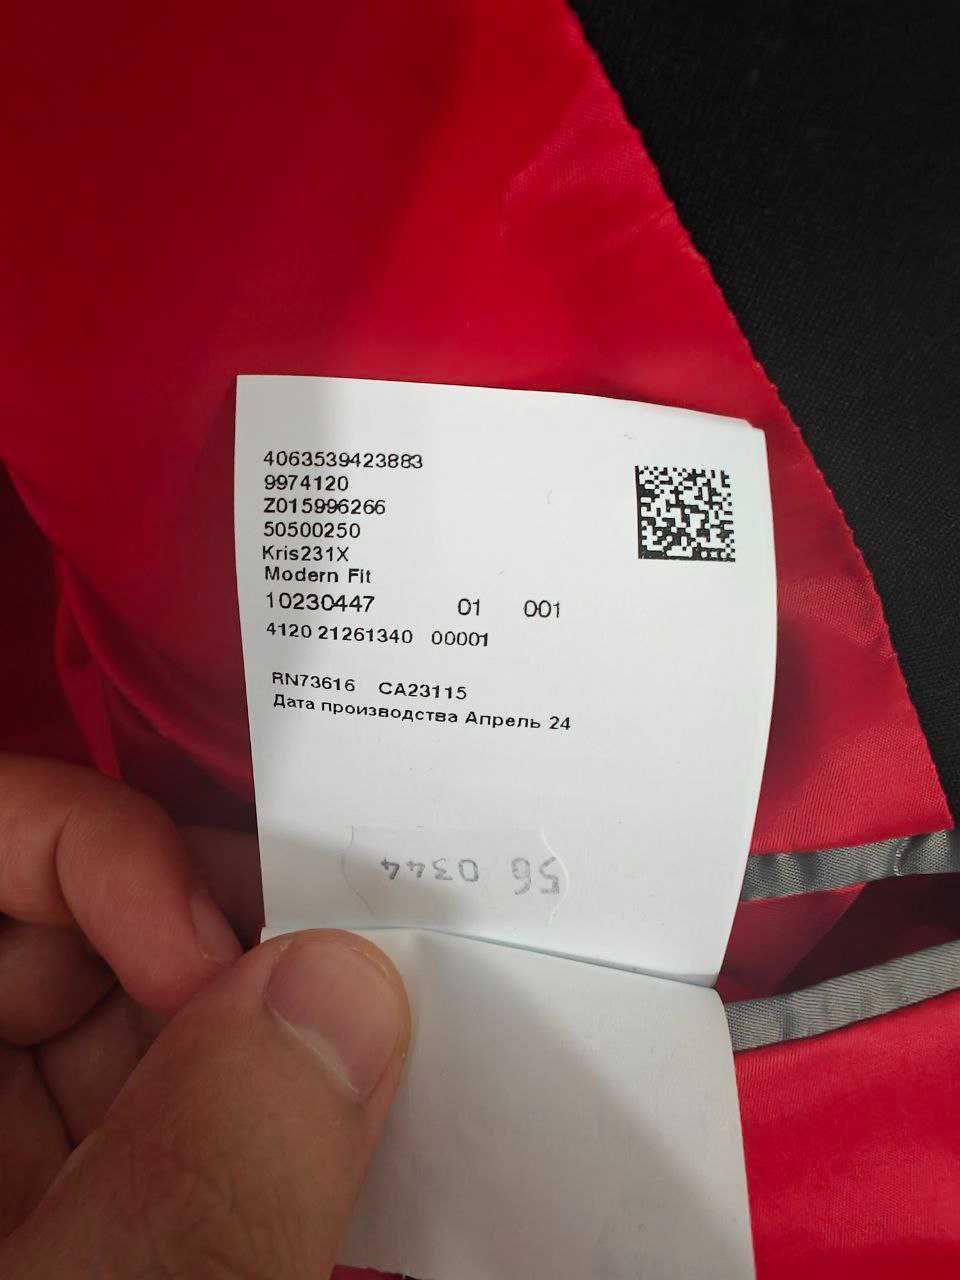 4063539423883
9974120
Z015996266
50500250
Kris231X
Modern Fit
10230447 01 001
4120 21261340 00001
RN73616 CA23115
Дата производства Апрель 24
56 0344